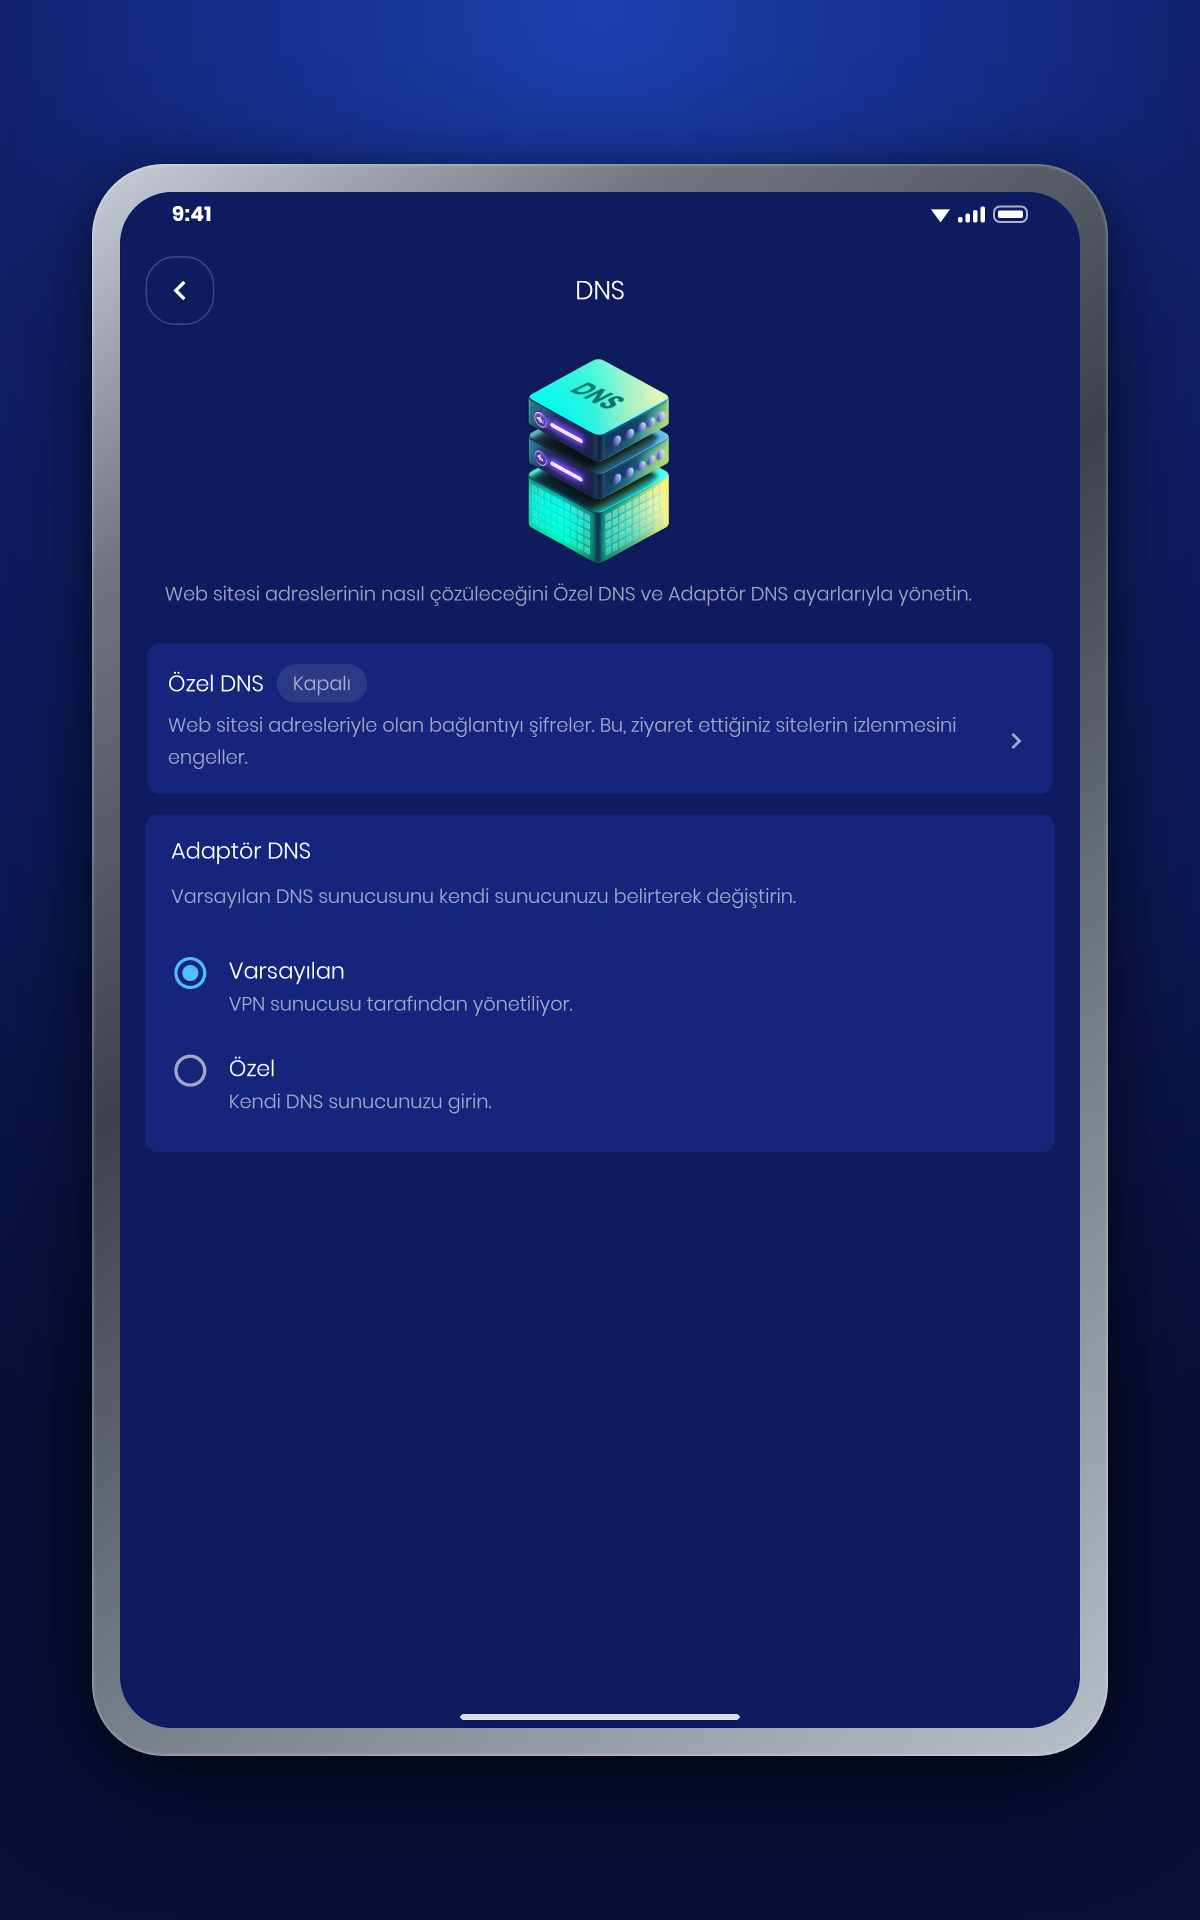 9:41
DNS
DNS
Web sitesi adreslerinin nasıl çözüleceğini Özel DNS ve Adaptör DNS ayarlarıyla yönetin.
Özel DNS Kapalı
Web sitesi adresleriyle olan bağlantıyı şifreler. Bu, ziyaret ettiğiniz sitelerin izlenmesini
engeller.
Adaptör DNS
Varsayılan DNS sunucusunu kendi sunucunuzu belirterek değiştirin.
Varsayılan
VPN sunucusu tarafından yönetiliyor.
Özel
Kendi DNS sunucunuzu girin.